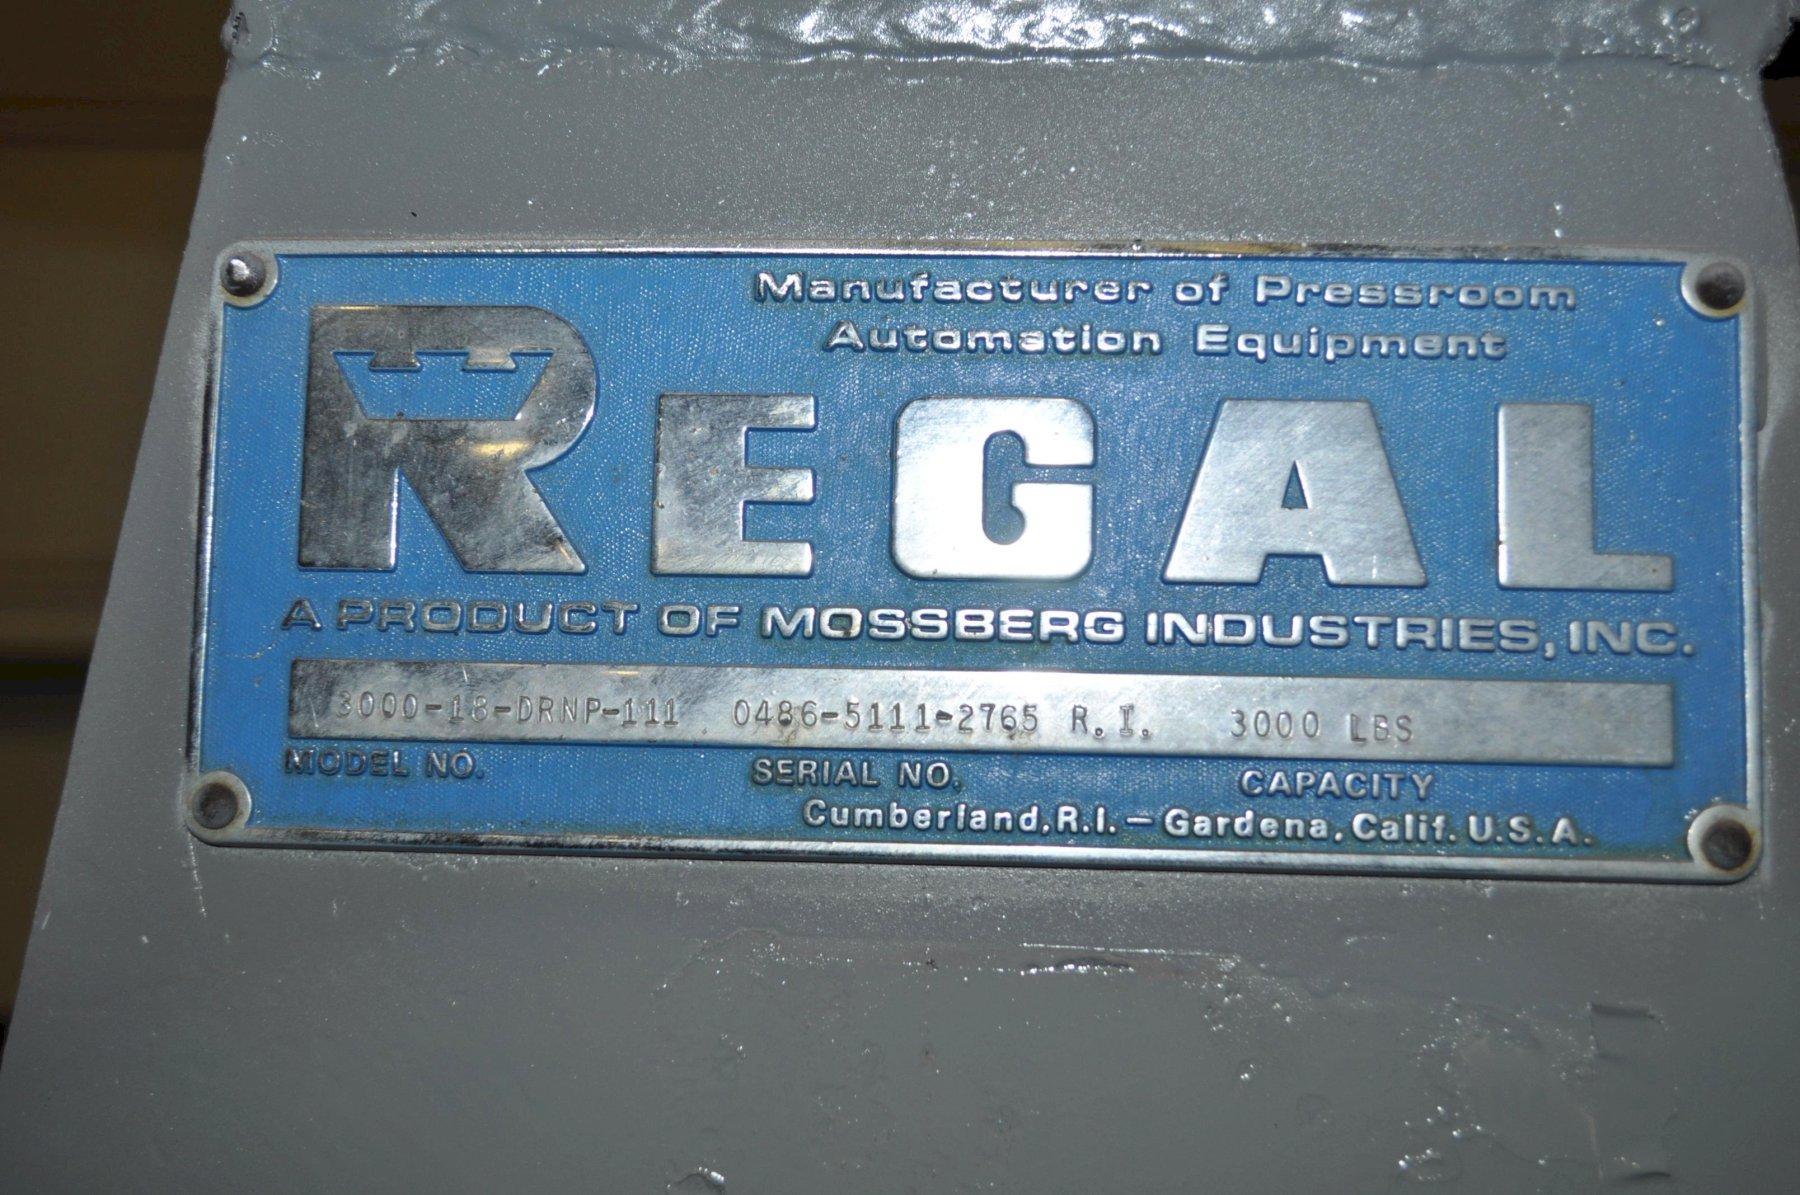 Manufacturer of Pressroom
Automation Equipment
REGAL
A PRODUCT OF MOSSBERG INDUSTRIES, INC.
3000-18-DRNP-111 0486-5111-2765 R.I. 3000 LBS
MODEL NO. SERIAL NO. CAPACITY
Cumberland, R.I. — Gardena, Calif. U.S.A.